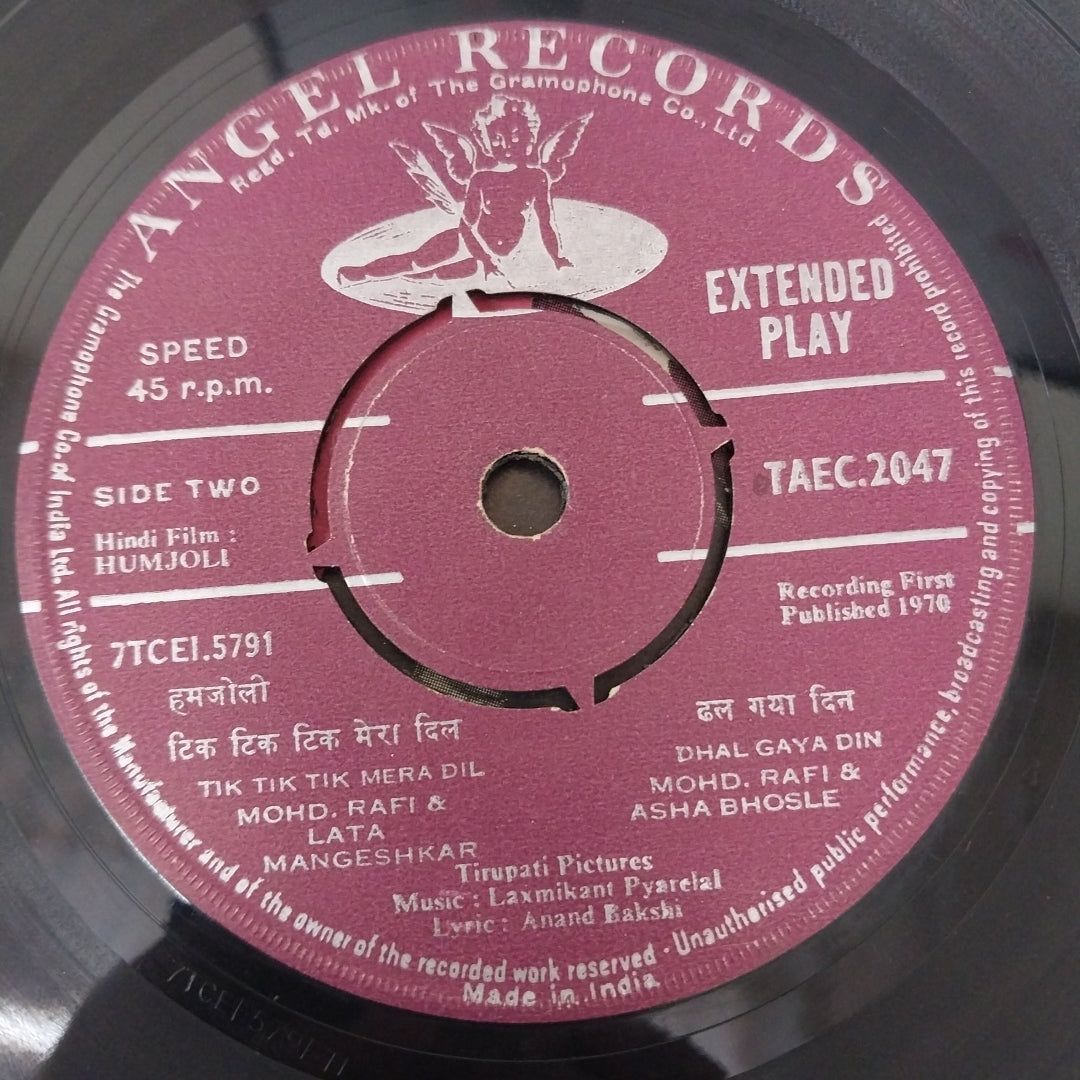 ANGEL RECORDS
Regd. Td. Mk. of The Gramophone Co., Ltd.
EXTENDED
PLAY
SPEED
45 r.p.m.
SIDE TWO
TAEC.2047
Hindi Film :
HUMJOLI
Recording First
Published 1970
7TCEI.5791
हमजोली
टिक टिक टिक मेरा दिल
TIK TIK TIK MERA DIL
MOHD. RAFI &
LATA
MANGESHKAR
ढल गया दिन
DHAL GAYA DIN
MOHD. RAFI &
ASHA BHOSLE
Tirupati Pictures
Music : Laxmikant Pyarelal
Lyric : Anand Bakshi
the Gramophone Co. of India Ltd. All rights of the Manufacturer and of the owner of the recorded work reserved · Unauthorised public performance, broadcasting and copying of this record prohibited
Made in India
7TCEI 5791-1